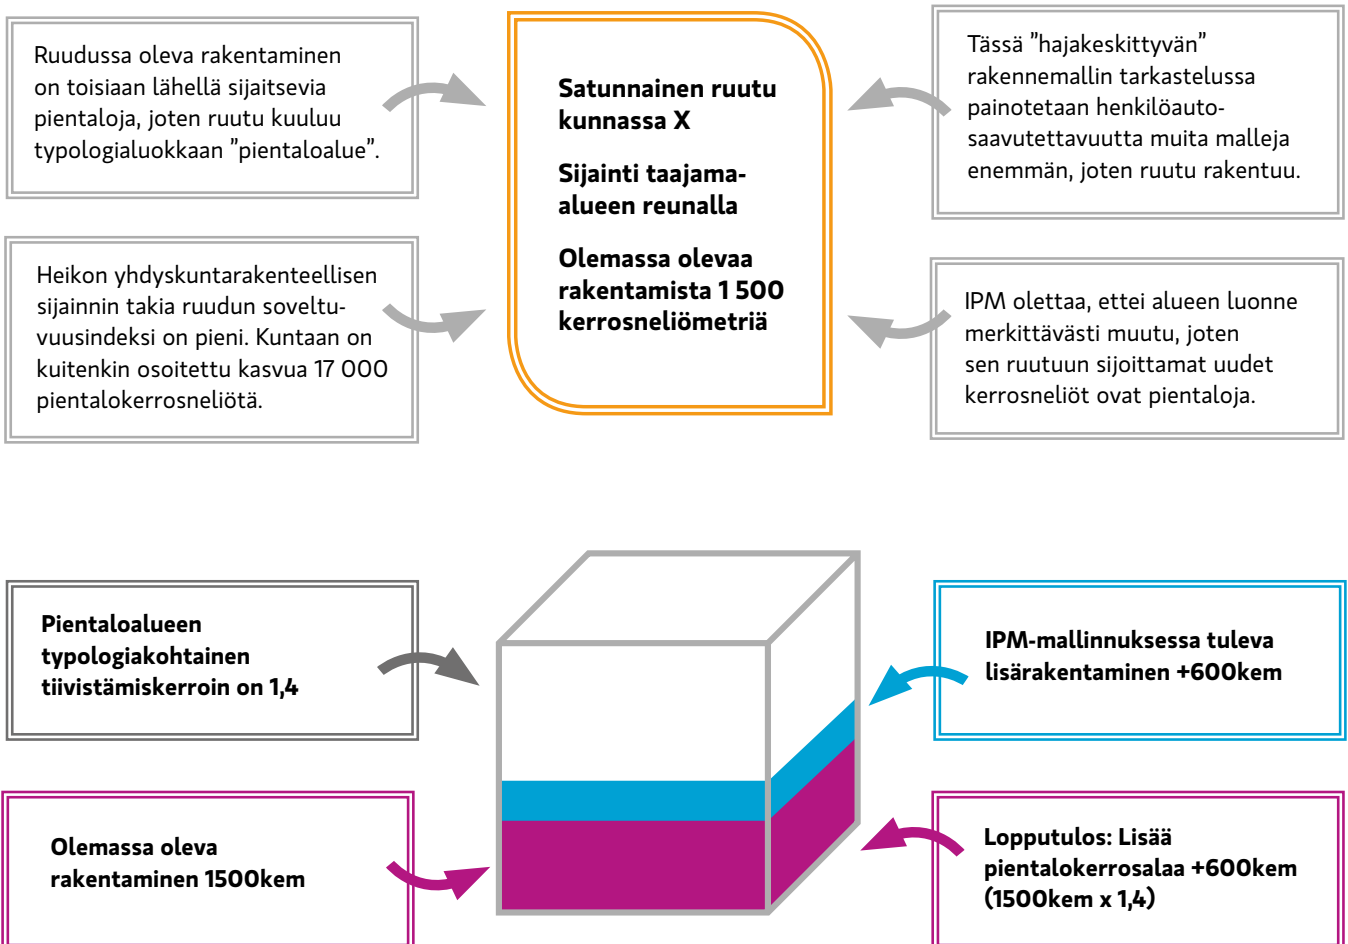 Ruudussa oleva rakentaminen
on toisiaan lähellä sijaitsevia
pientaloja, joten ruutu kuuluu
typologialuokkaan ”pientaloalue”.
Heikon yhdyskuntarakenteellisen
sijainnin takia ruudun soveltu-
vuusindeksi on pieni. Kuntaan on
kuitenkin osoitettu kasvua 17 000
pientalokerrosneliötä.
Satunnainen ruutu
kunnassa X
Sijainti taajama-
alueen reunalla
Olemassa olevaa
rakentamista 1 500
kerrosneliömetriä
Tässä ”hajakeskittyvän”
rakennemallin tarkastelussa
painotetaan henkilöauto-
saavutettavuutta muita malleja
enemmän, joten ruutu rakentuu.
IPM olettaa, ettei alueen luonne
merkittävästi muutu, joten
sen ruutuun sijoittamat uudet
kerrosneliöt ovat pientaloja.
Pientaloalueen
typologiakohtainen
tiivistämiskerroin on 1,4
Olemassa oleva
rakentaminen 1500kem
IPM-mallinnuksessa tuleva
lisärakentaminen +600kem
Lopputulos: Lisää
pientalokerrosalaa +600kem
(1500kem x 1,4)